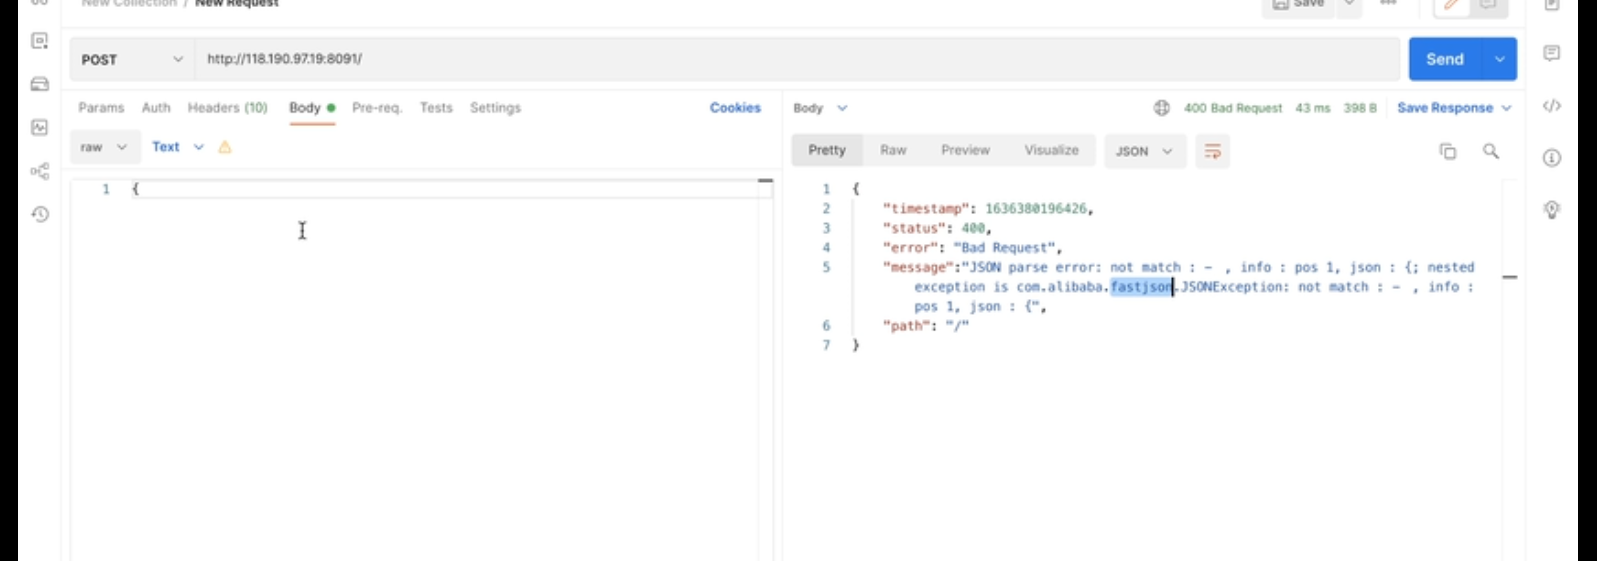 New Collection / New Request
Save
POST
http://118.190.97.19:8091/
Send
Params Auth Headers (10) Body Pre-req. Tests Settings Cookies
Body 400 Bad Request 43 ms 398 B Save Response
raw Text
Pretty Raw Preview Visualize JSON
1 {
1 {
2 "timestamp": 1636380196426,
3 "status": 400,
4 "error": "Bad Request",
5 "message":"JSON parse error: not match : - , info : pos 1, json : {; nested
exception is com.alibaba.fastjson.JSONException: not match : - , info :
pos 1, json : {",
6 "path": "/"
7 }